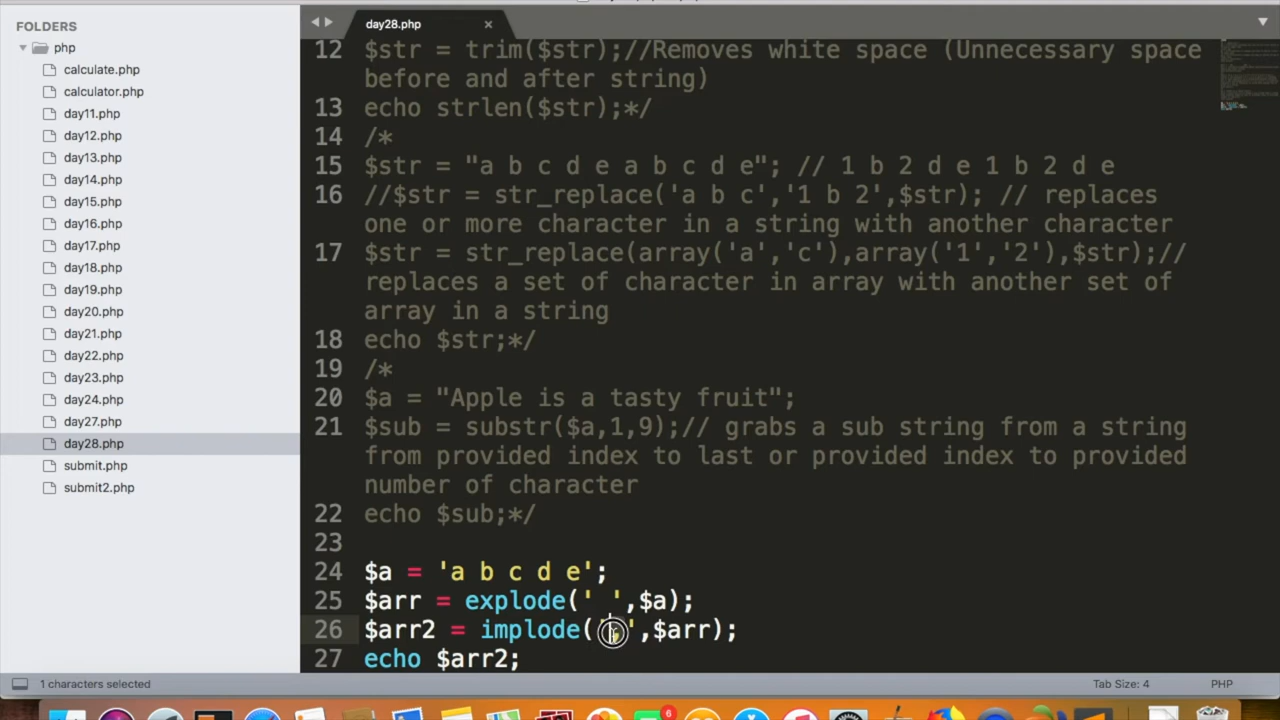 FOLDERS
php
calculate.php
calculator.php
day11.php
day12.php
day13.php
day14.php
day15.php
day16.php
day17.php
day18.php
day19.php
day20.php
day21.php
day22.php
day23.php
day24.php
day27.php
day28.php
submit.php
submit2.php
day28.php
12 $str = trim($str);//Removes white space (Unnecessary space
before and after string)
13 echo strlen($str);*/
14 /*
15 $str = "a b c d e a b c d e"; // 1 b 2 d e 1 b 2 d e
16 //$str = str_replace('a b c','1 b 2',$str); // replaces
one or more character in a string with another character
17 $str = str_replace(array('a','c'),array('1','2'),$str);//
replaces a set of character in array with another set of
array in a string
18 echo $str;*/
19 /*
20 $a = "Apple is a tasty fruit";
21 $sub = substr($a,1,9);// grabs a sub string from a string
from provided index to last or provided index to provided
number of character
22 echo $sub;*/
23
24 $a = 'a b c d e';
25 $arr = explode(' ',$a);
26 $arr2 = implode(' ',$arr);
27 echo $arr2;
1 characters selected
Tab Size: 4
PHP
6